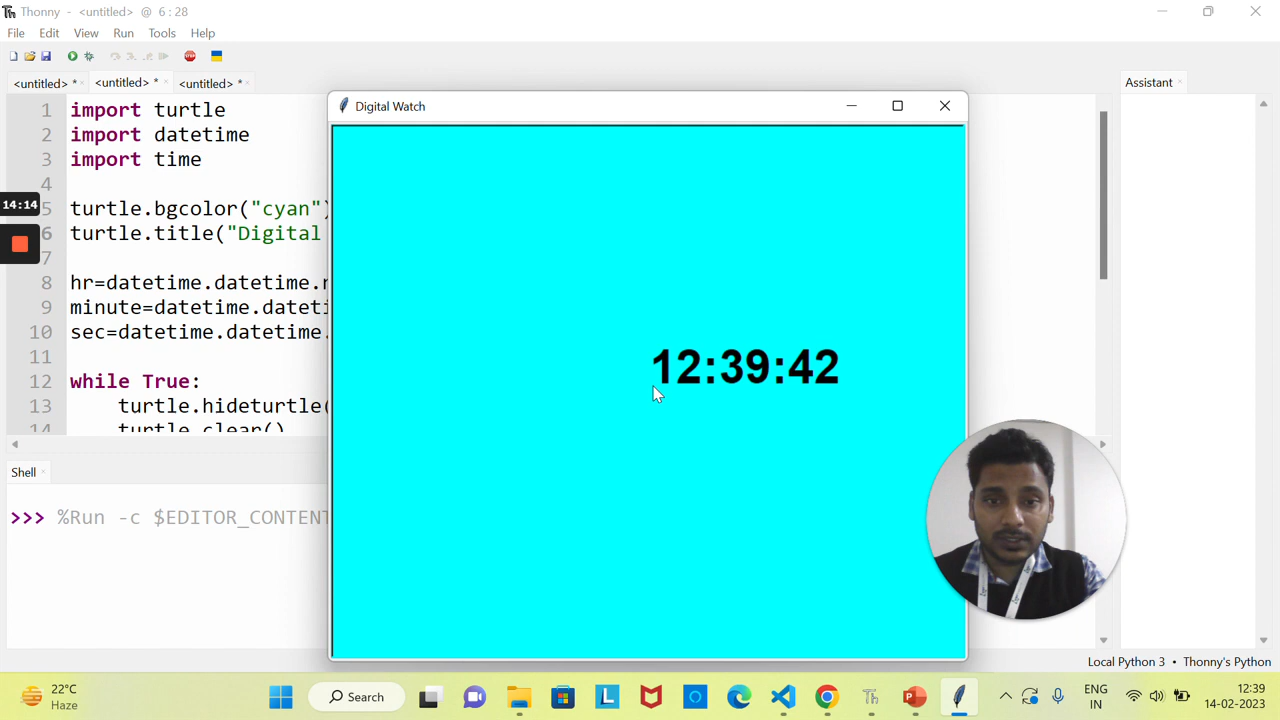 Thonny - <untitled> @ 6:28
File Edit View Run Tools Help
<untitled> * <untitled> * <untitled> *
Assistant
Digital Watch
1 import turtle
2 import datetime
3 import time
4
14:14
5 turtle.bgcolor("cyan")
6 turtle.title("Digital
7
8 hr=datetime.datetime.n
9 minute=datetime.dateti
10 sec=datetime.datetime.
11
12 while True:
13 turtle.hideturtle(
14 turtle.clear()
12:39:42
Shell
>>> %Run -c $EDITOR_CONTENT
Local Python 3 • Thonny's Python
22°C
Haze
Search
ENG
IN
12:39
14-02-2023